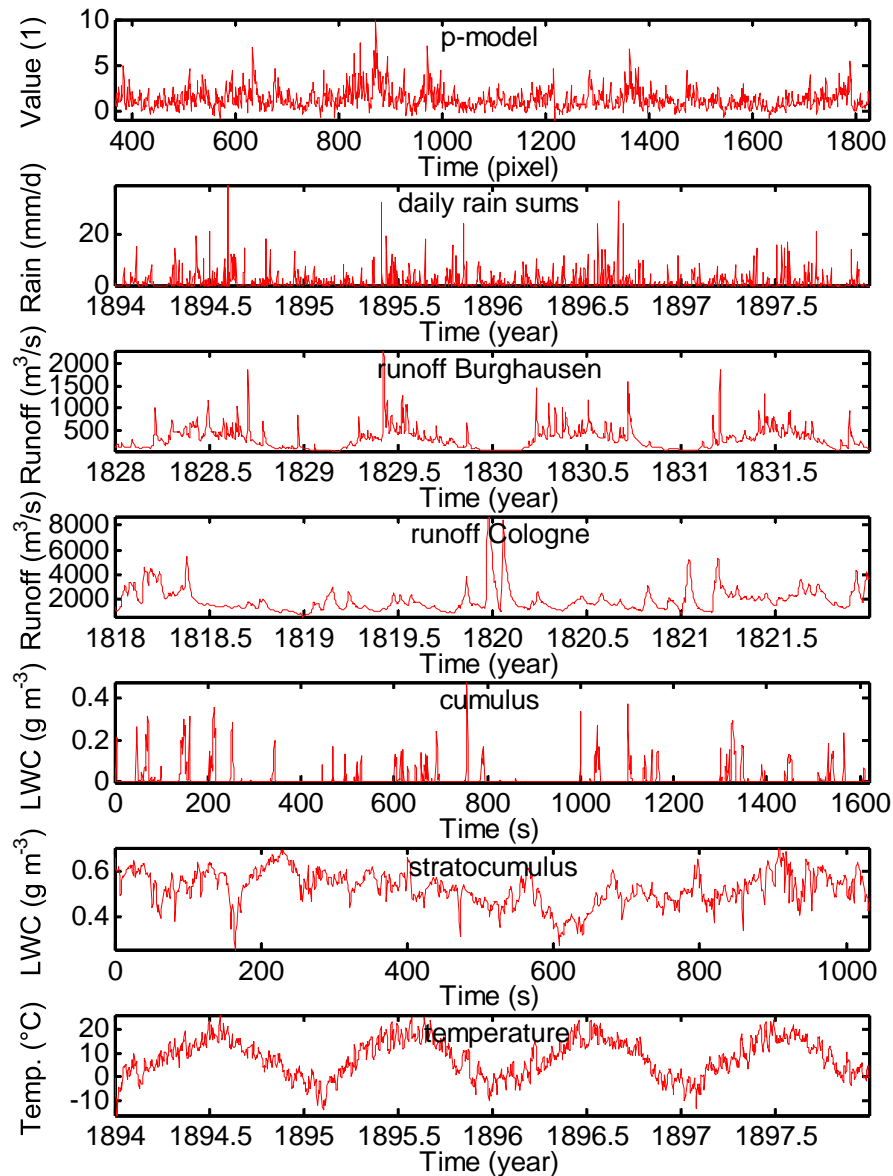 p-model
Value (1)
10
5
0
400 600 800 1000 1200 1400 1600 1800
Time (pixel)
daily rain sums
Rain (mm/d)
20
0
1894 1894.5 1895 1895.5 1896 1896.5 1897 1897.5
Time (year)
runoff Burghausen
Runoff (m³/s)
2000
1500
1000
500
1828 1828.5 1829 1829.5 1830 1830.5 1831 1831.5
Time (year)
runoff Cologne
Runoff (m³/s)
8000
6000
4000
2000
1818 1818.5 1819 1819.5 1820 1820.5 1821 1821.5
Time (year)
cumulus
LWC (g m⁻³)
0.4
0.2
0
0 200 400 600 800 1000 1200 1400 1600
Time (s)
stratocumulus
LWC (g m⁻³)
0.6
0.4
0 200 400 600 800 1000
Time (s)
temperature
Temp. (°C)
20
10
0
-10
1894 1894.5 1895 1895.5 1896 1896.5 1897 1897.5
Time (year)